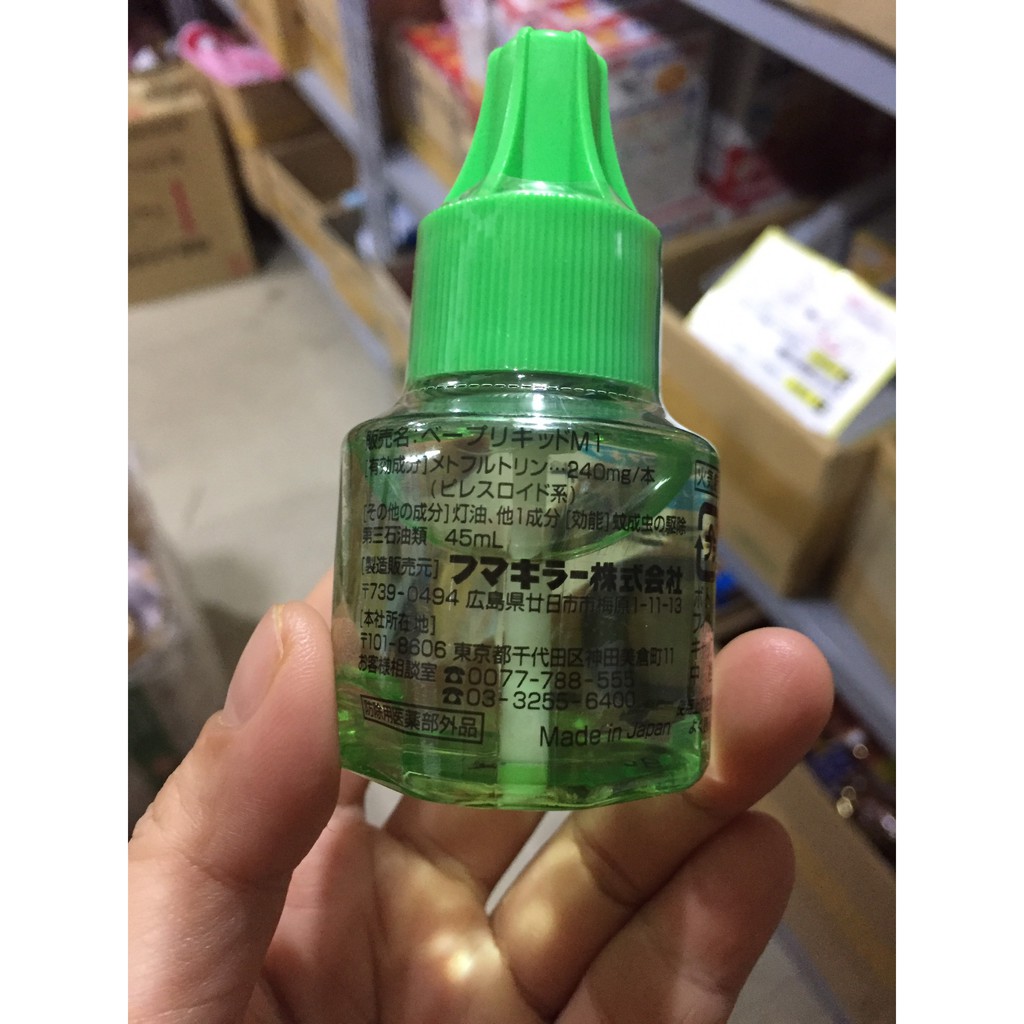 販売名:ベープリキッドM1
[有効成分]メトフルトリン…240mg/本
(ピレスロイド系)
[その他の成分]灯油、他1成分 [効能]蚊成虫の駆除
第三石油類 45mL
[製造販売元] フマキラー株式会社
〒739-0494 広島県廿日市市梅原1-11-13
[本社所在地]
〒101-8606 東京都千代田区神田美倉町11
お客様相談室 ☎0077-788-555
☎03-3255-6400
防除用医薬部外品
Made in Japan